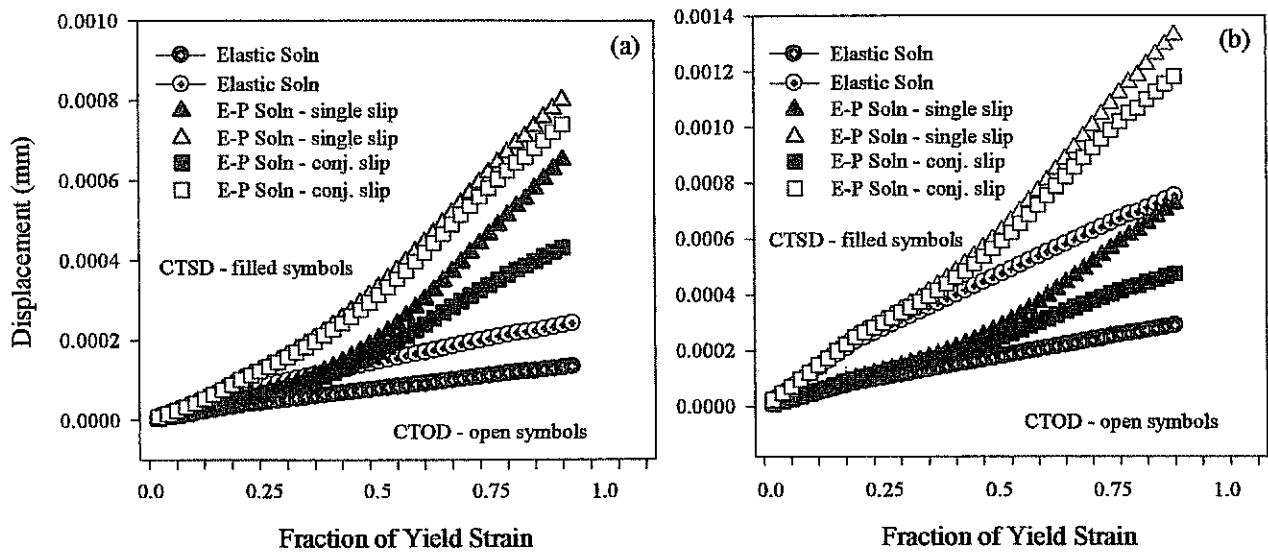 (a)
0.0010
0.0008
0.0006
0.0004
0.0002
0.0000
Displacement (mm)
Elastic Soln
Elastic Soln
E-P Soln - single slip
E-P Soln - single slip
E-P Soln - conj. slip
E-P Soln - conj. slip
CTSD - filled symbols
CTOD - open symbols
0.0 0.25 0.5 0.75 1.0
Fraction of Yield Strain
(b)
0.0014
0.0012
0.0010
0.0008
0.0006
0.0004
0.0002
0.0000
Elastic Soln
Elastic Soln
E-P Soln - single slip
E-P Soln - single slip
E-P Soln - conj. slip
E-P Soln - conj. slip
CTSD - filled symbols
CTOD - open symbols
0.0 0.25 0.5 0.75 1.0
Fraction of Yield Strain